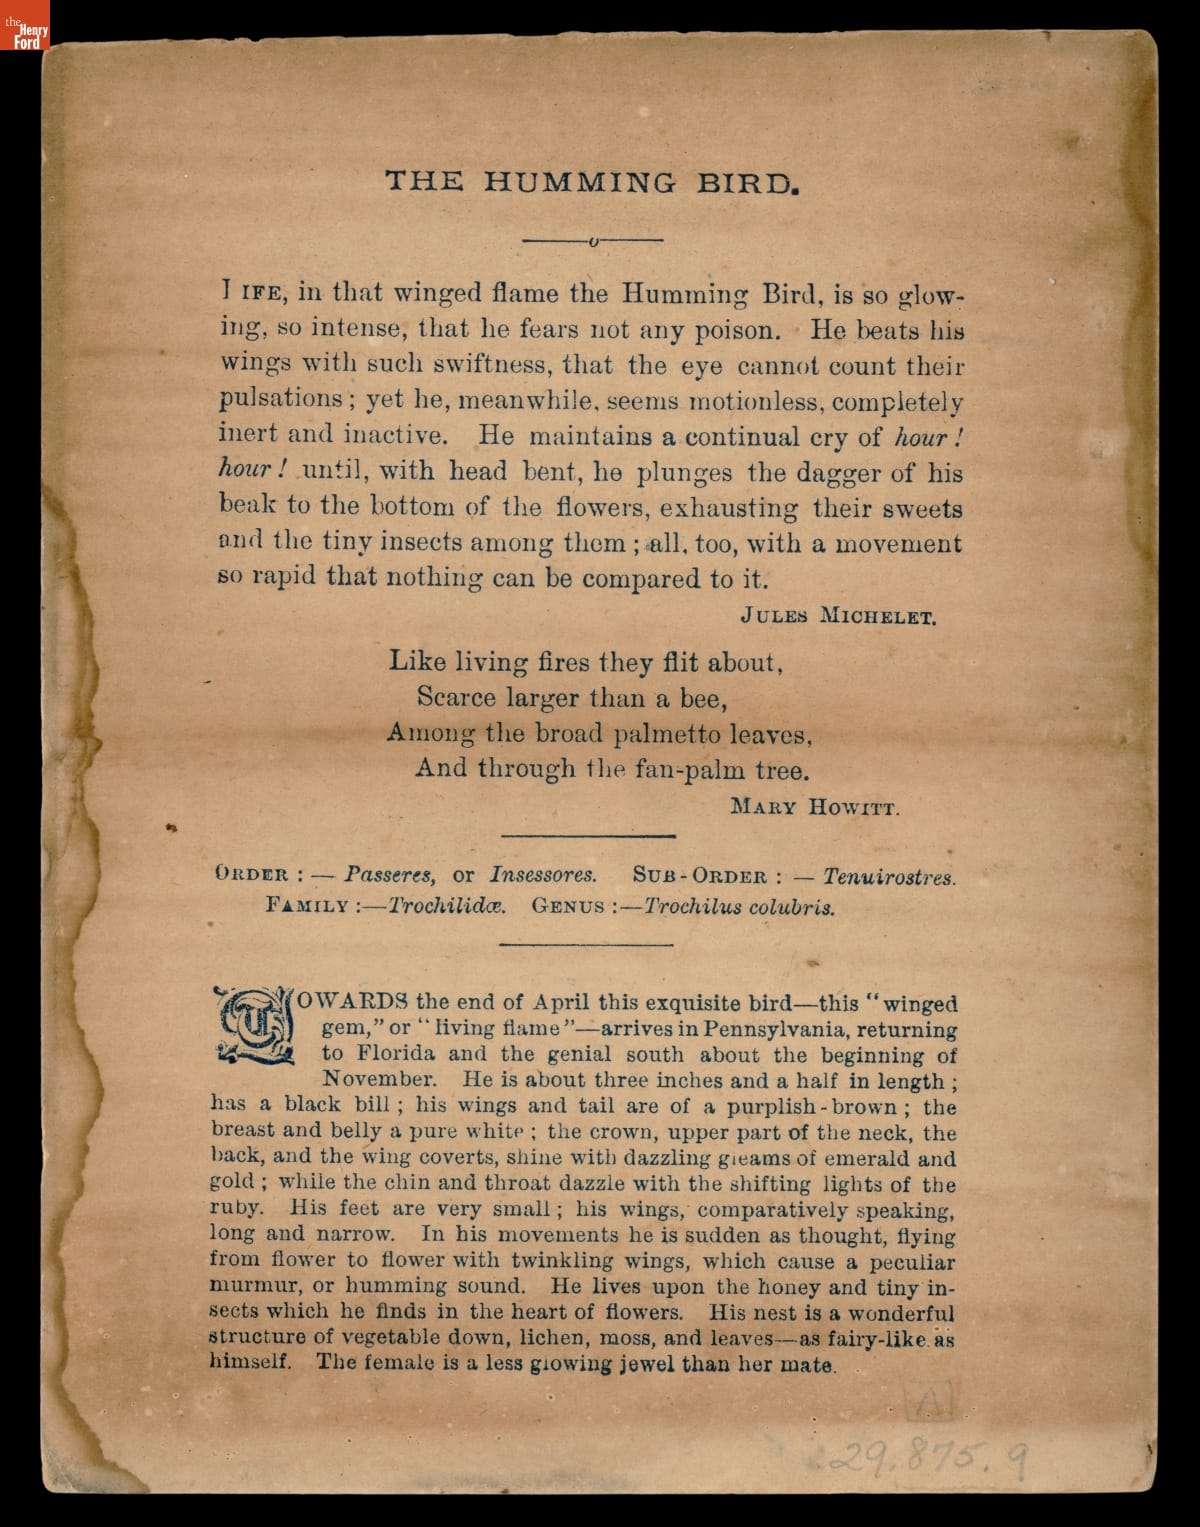 the
Henry
Ford
THE HUMMING BIRD.
LIFE, in that winged flame the Humming Bird, is so glow-
ing, so intense, that he fears not any poison. He beats his
wings with such swiftness, that the eye cannot count their
pulsations; yet he, meanwhile, seems motionless, completely
inert and inactive. He maintains a continual cry of hour!
hour! until, with head bent, he plunges the dagger of his
beak to the bottom of the flowers, exhausting their sweets
and the tiny insects among them; all, too, with a movement
so rapid that nothing can be compared to it.
JULES MICHELET.
Like living fires they flit about,
Scarce larger than a bee,
Among the broad palmetto leaves,
And through the fan-palm tree.
MARY HOWITT.
ORDER:— Passeres, or Insessores. SUB-ORDER:— Tenuirostres.
FAMILY:—Trochilidæ. GENUS:—Trochilus colubris.
TOWARDS the end of April this exquisite bird—this "winged
gem," or "living flame"—arrives in Pennsylvania, returning
to Florida and the genial south about the beginning of
November. He is about three inches and a half in length;
has a black bill; his wings and tail are of a purplish-brown; the
breast and belly a pure white; the crown, upper part of the neck, the
back, and the wing coverts, shine with dazzling gleams of emerald and
gold; while the chin and throat dazzle with the shifting lights of the
ruby. His feet are very small; his wings, comparatively speaking,
long and narrow. In his movements he is sudden as thought, flying
from flower to flower with twinkling wings, which cause a peculiar
murmur, or humming sound. He lives upon the honey and tiny in-
sects which he finds in the heart of flowers. His nest is a wonderful
structure of vegetable down, lichen, moss, and leaves—as fairy-like as
himself. The female is a less glowing jewel than her mate.
A
29.875.9